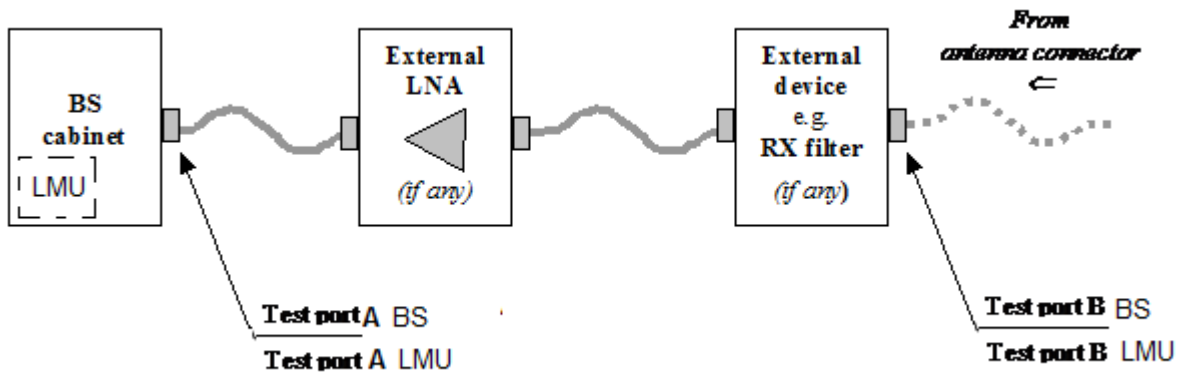 BS
cabinet
LMU
External
LNA
(if any)
External
device
e.g.
RX filter
(if any)
From
antenna connector
⇐
Test port A BS
Test port A LMU
Test port B BS
Test port B LMU